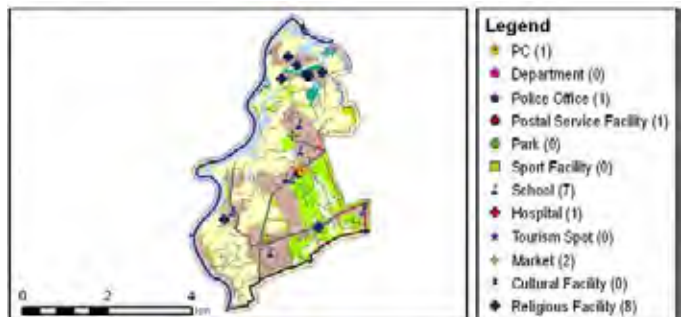 Legend
PC (1)
Department (0)
Police Office (1)
Postal Service Facility (1)
Park (0)
Sport Facility (0)
School (7)
Hospital (1)
Tourism Spot (0)
Market (2)
Cultural Facility (0)
Religious Facility (8)
0 2 4
km